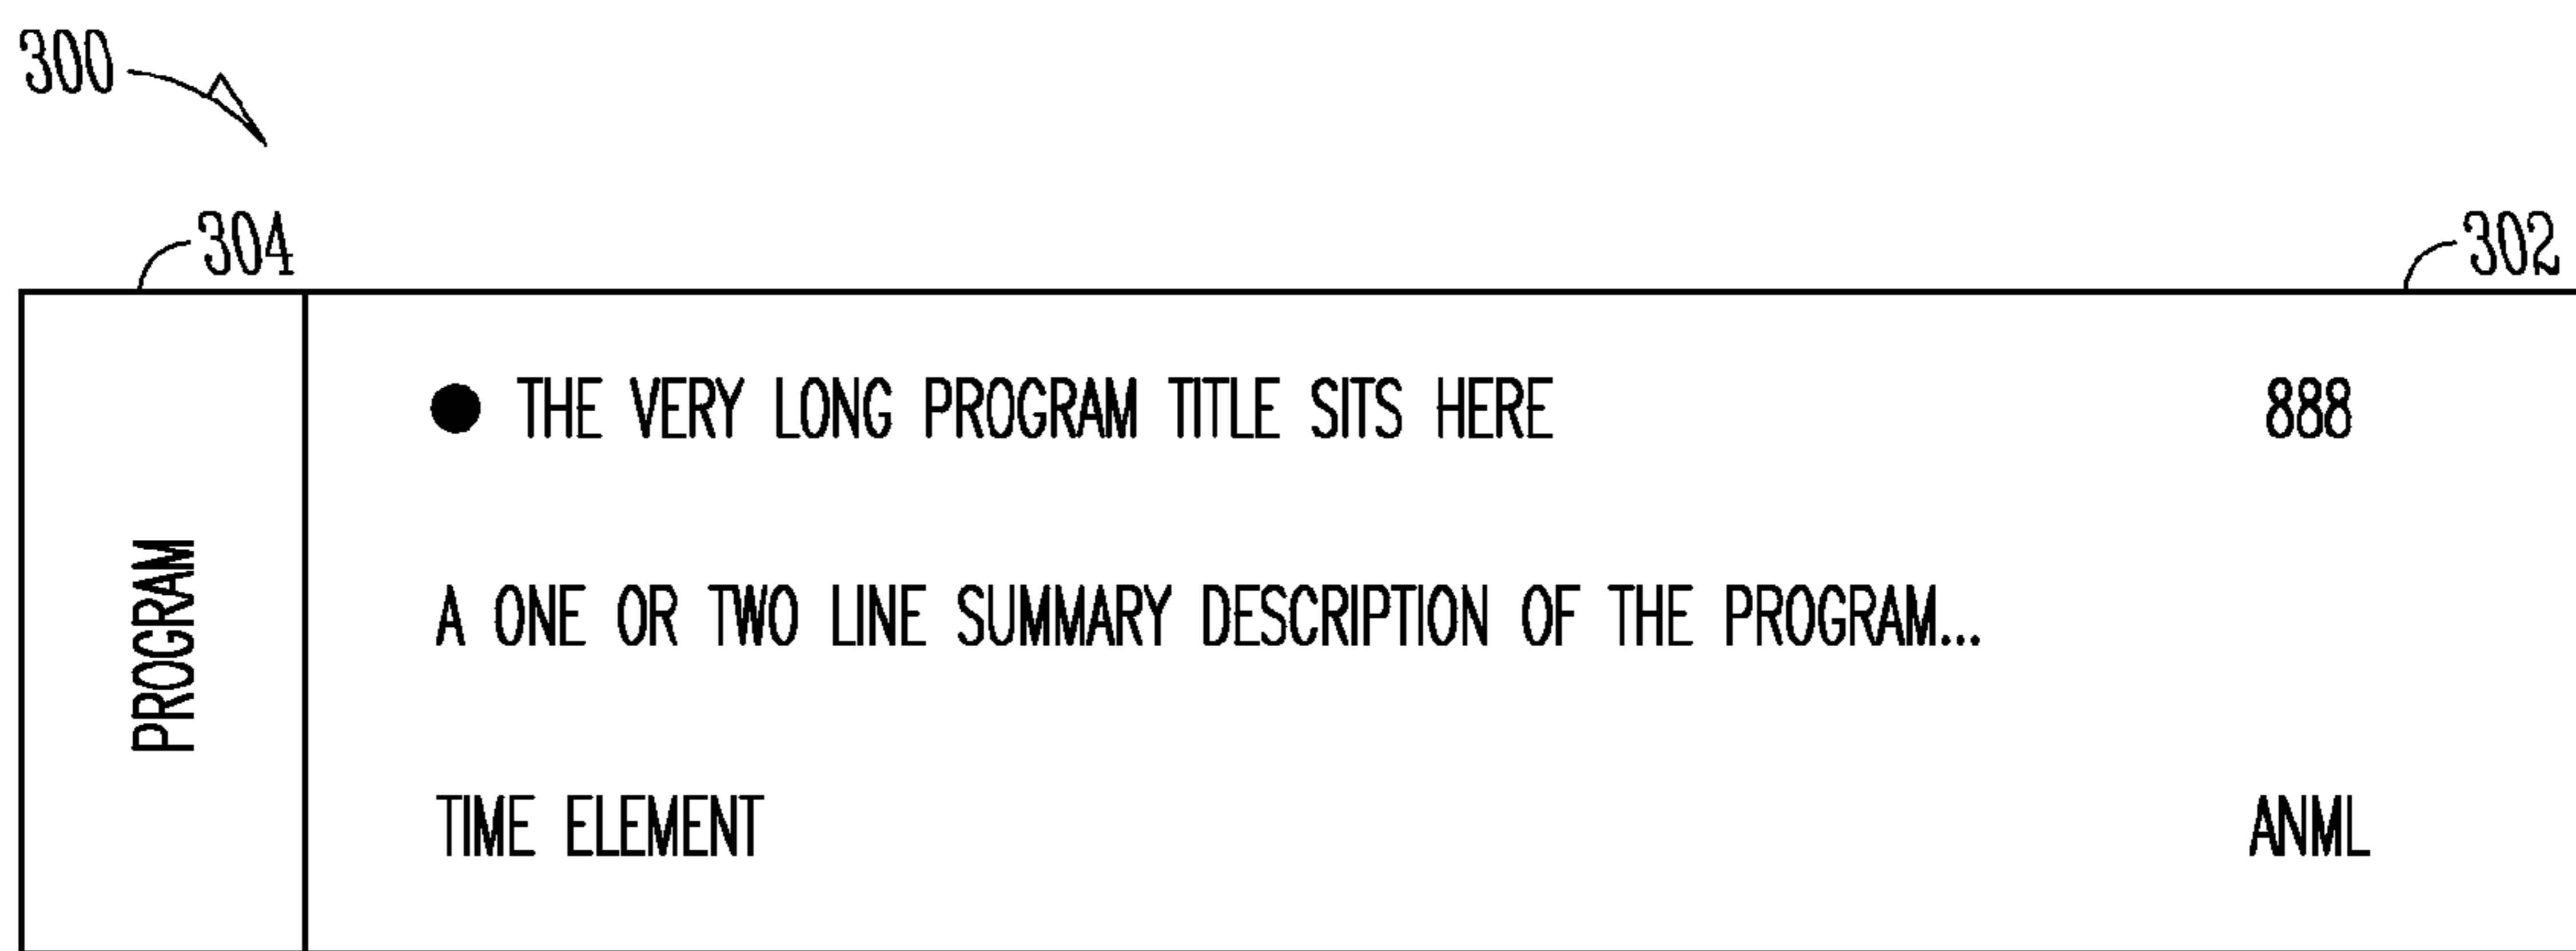 300
304
302
● THE VERY LONG PROGRAM TITLE SITS HERE 888
PROGRAM
A ONE OR TWO LINE SUMMARY DESCRIPTION OF THE PROGRAM...
TIME ELEMENT ANML